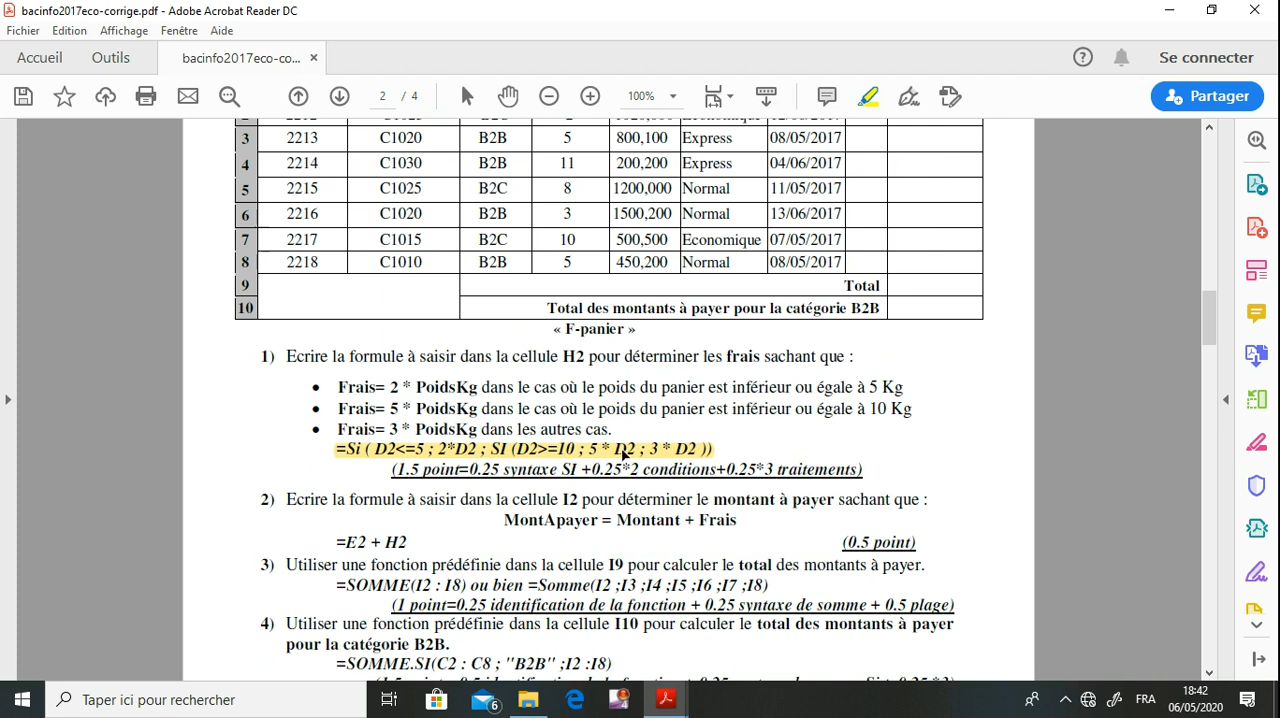 bacinfo2017eco-corrige.pdf - Adobe Acrobat Reader DC
Fichier Edition Affichage Fenêtre Aide
Accueil Outils bacinfo2017eco-co... × Se connecter
2 / 4 100% Partager
3 2213 C1020 B2B 5 800,100 Express 08/05/2017
4 2214 C1030 B2B 11 200,200 Express 04/06/2017
5 2215 C1025 B2C 8 1200,000 Normal 11/05/2017
6 2216 C1020 B2B 3 1500,200 Normal 13/06/2017
7 2217 C1015 B2C 10 500,500 Economique 07/05/2017
8 2218 C1010 B2B 5 450,200 Normal 08/05/2017
9 Total
10 Total des montants à payer pour la catégorie B2B
« F-panier »
1) Ecrire la formule à saisir dans la cellule H2 pour déterminer les frais sachant que :
• Frais= 2 * PoidsKg dans le cas où le poids du panier est inférieur ou égale à 5 Kg
• Frais= 5 * PoidsKg dans le cas où le poids du panier est inférieur ou égale à 10 Kg
• Frais= 3 * PoidsKg dans les autres cas.
=Si ( D2<=5 ; 2*D2 ; SI (D2>=10 ; 5 * D2 ; 3 * D2 ))
(1.5 point=0.25 syntaxe SI +0.25*2 conditions+0.25*3 traitements)
2) Ecrire la formule à saisir dans la cellule I2 pour déterminer le montant à payer sachant que :
MontApayer = Montant + Frais
=E2 + H2 (0.5 point)
3) Utiliser une fonction prédéfinie dans la cellule I9 pour calculer le total des montants à payer.
=SOMME(I2 : I8) ou bien =Somme(I2 ;I3 ;I4 ;I5 ;I6 ;I7 ;I8)
(1 point=0.25 identification de la fonction + 0.25 syntaxe de somme + 0.5 plage)
4) Utiliser une fonction prédéfinie dans la cellule I10 pour calculer le total des montants à payer
pour la catégorie B2B.
=SOMME.SI(C2 : C8 ; "B2B" ;I2 :I8)
Taper ici pour rechercher 6 FRA 18:42
06/05/2020